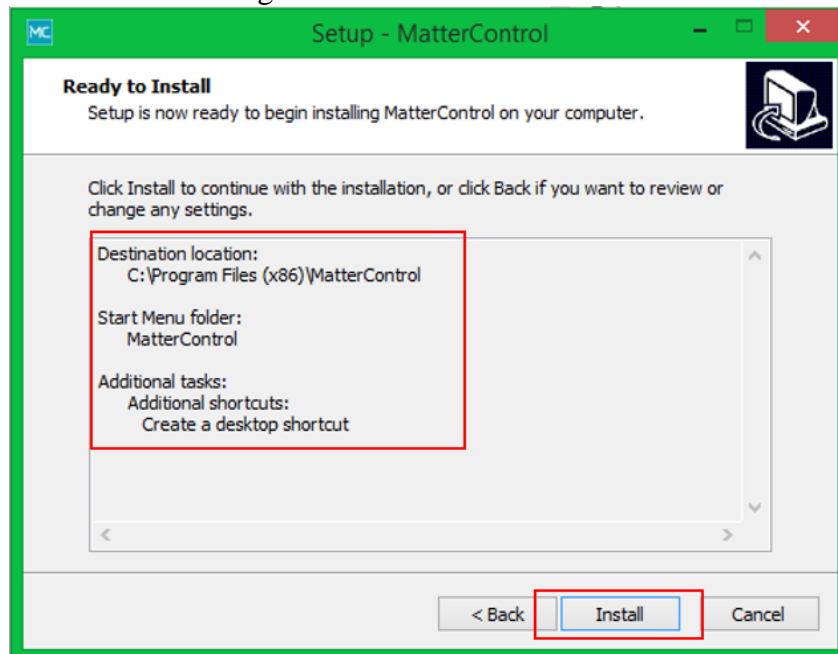 MC
Setup - MatterControl
Ready to Install
Setup is now ready to begin installing MatterControl on your computer.
Click Install to continue with the installation, or click Back if you want to review or
change any settings.
Destination location:
C:\Program Files (x86)\MatterControl
Start Menu folder:
MatterControl
Additional tasks:
Additional shortcuts:
Create a desktop shortcut
< Back Install Cancel